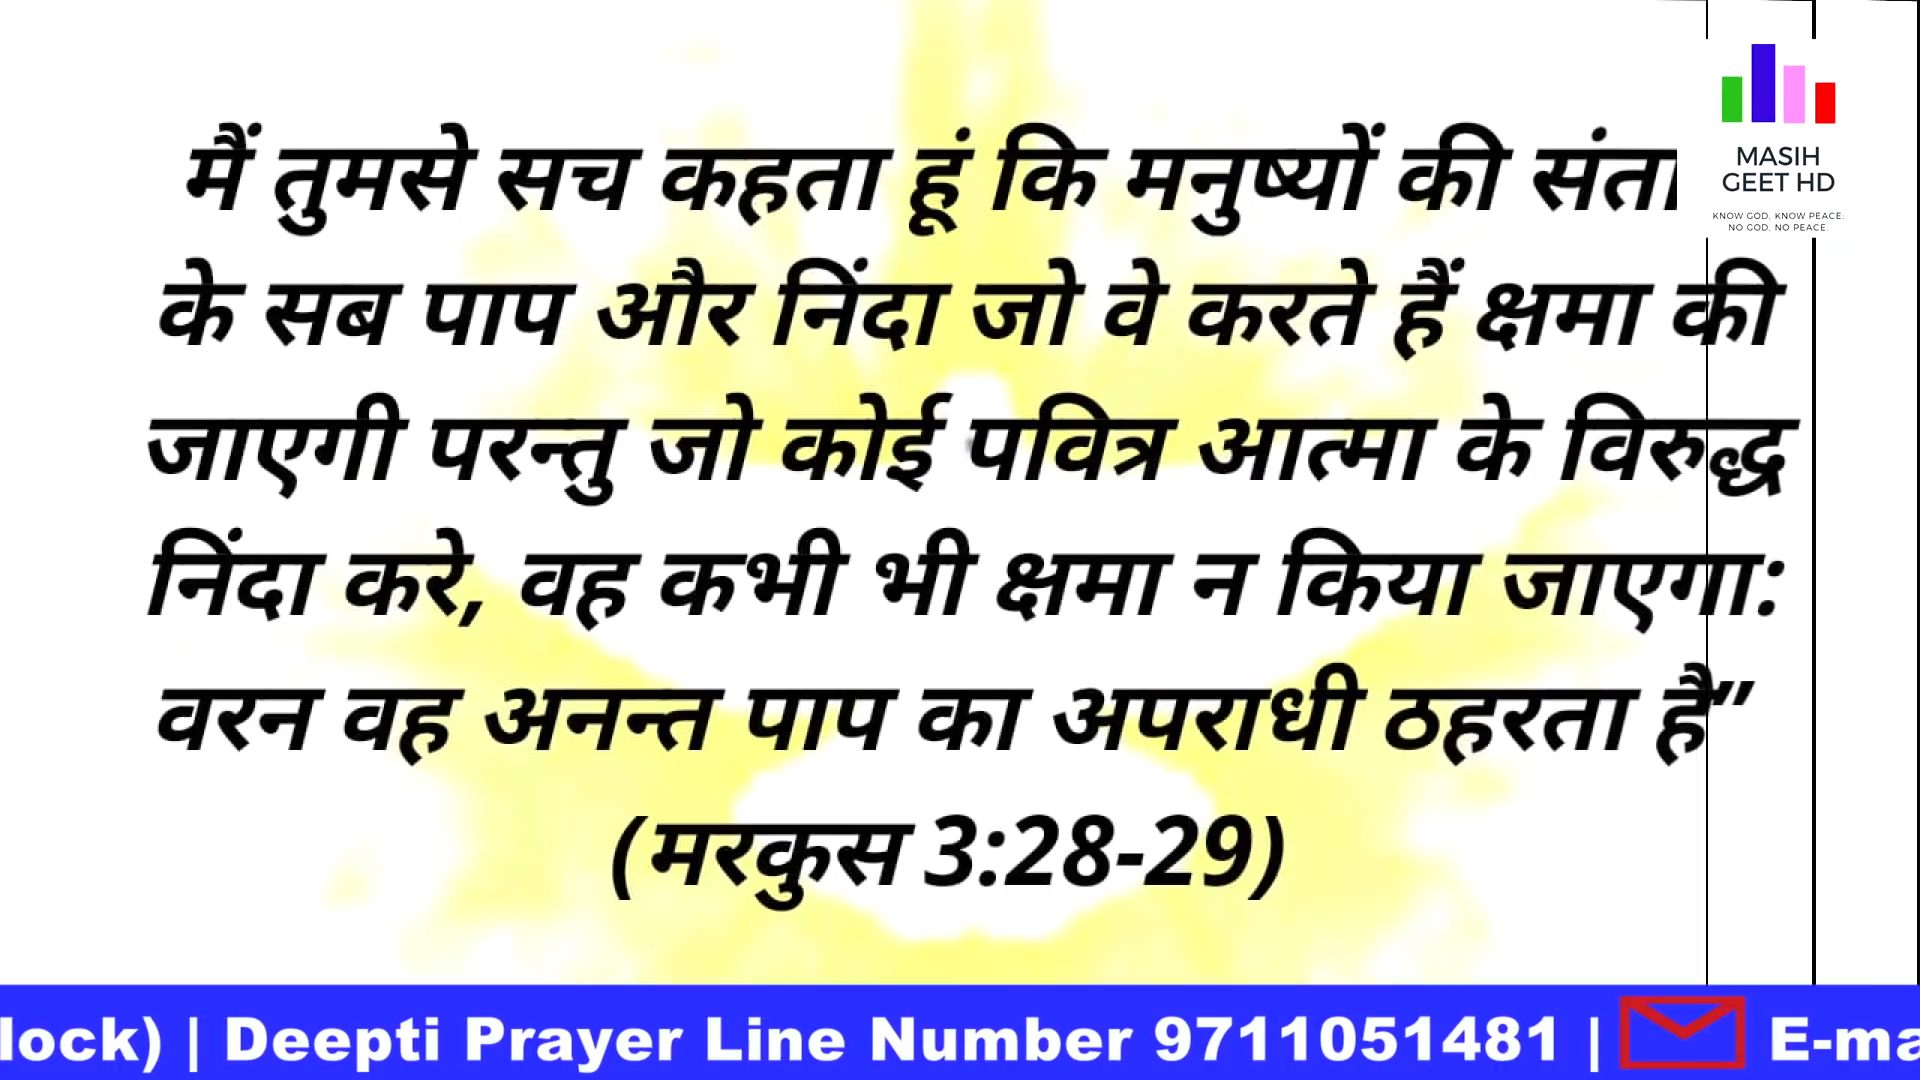 मैं तुमसे सच कहता हूं कि मनुष्यों की संता
के सब पाप और निंदा जो वे करते हैं क्षमा की
जाएगी परन्तु जो कोई पवित्र आत्मा के विरुद्ध
निंदा करे, वह कभी भी क्षमा न किया जाएगा:
वरन वह अनन्त पाप का अपराधी ठहरता है”
(मरकुस 3:28-29)
MASIH
GEET HD
KNOW GOD. KNOW PEACE.
NO GOD. NO PEACE.
lock) | Deepti Prayer Line Number 9711051481 | E-ma